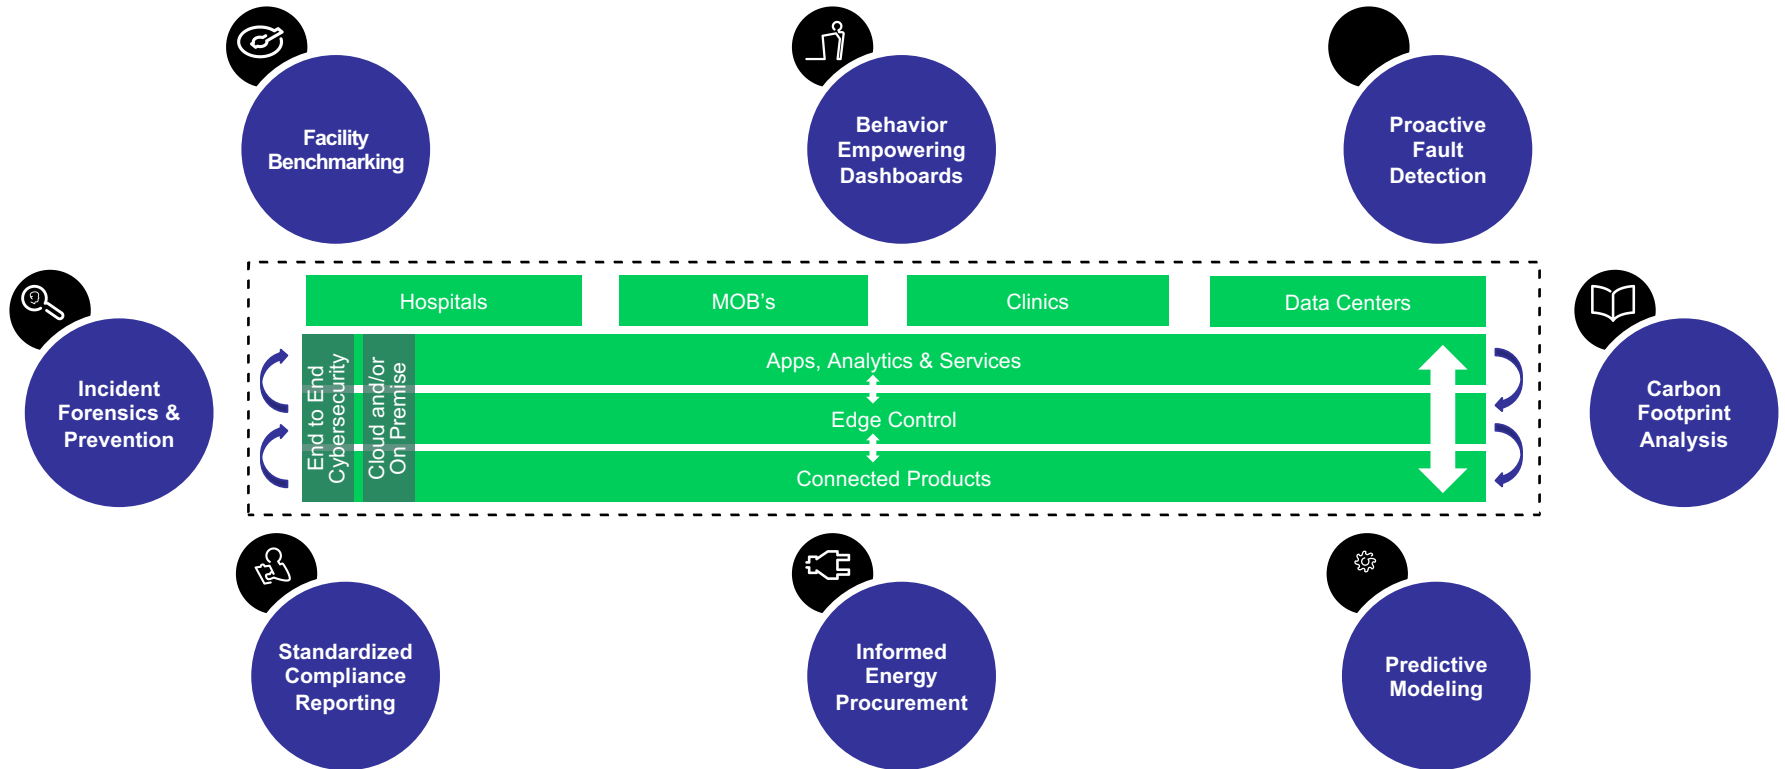 Facility
Benchmarking
Behavior
Empowering
Dashboards
Proactive
Fault
Detection
Hospitals
MOB's
Clinics
Data Centers
Incident
Forensics &
Prevention
End to End
Cybersecurity
Cloud and/or
On Premise
Apps, Analytics & Services
Edge Control
Connected Products
Carbon
Footprint
Analysis
Standardized
Compliance
Reporting
Informed
Energy
Procurement
Predictive
Modeling